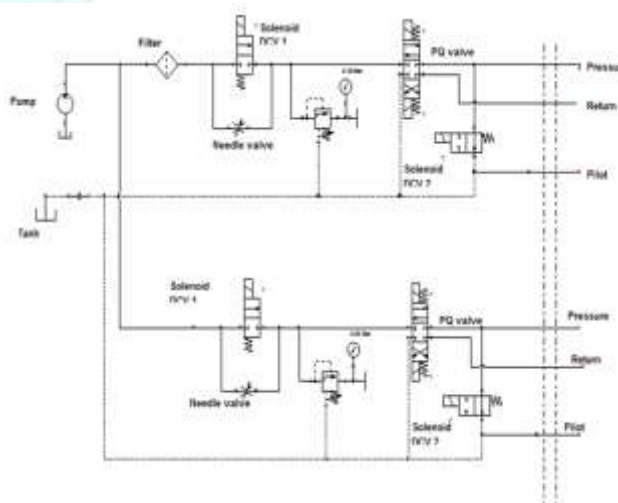 Solenoid
DCV 1
Filter
PQ valve
Pressu
Pump
Return
Needle valve
Solenoid
DCV 2
Pilot
Tank
Solenoid
DCV 1
PQ valve
Pressure
Return
Needle valve
Solenoid
DCV 2
Pilot